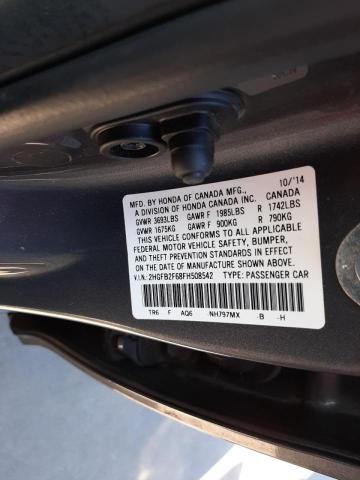 MFD. BY HONDA OF CANADA MFG., 10/'14
A DIVISION OF HONDA CANADA INC. CANADA
GVWR 3693LBS GAWR F 1985LBS R 1742LBS
GVWR 1675KG GAWR F 900KG R 790KG
THIS VEHICLE CONFORMS TO ALL APPLICABLE
FEDERAL MOTOR VEHICLE SAFETY, BUMPER,
AND THEFT PREVENTION STANDARDS IN EFFECT
ON THE DATE OF MANUFACTURE SHOWN ABOVE.
V.I.N.: 2HGFB2F68FH508542 TYPE: PASSENGER CAR
TR6 F AQ6 -NH797MX -B -H